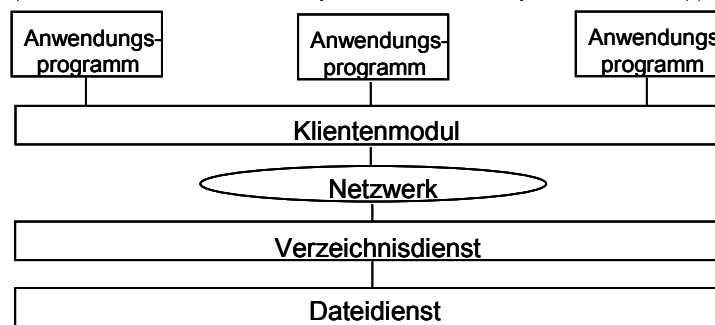 Anwendungs-
programm
Anwendungs-
programm
Anwendungs
programm
Klientenmodul
Netzwerk
Verzeichnisdienst
Dateidienst